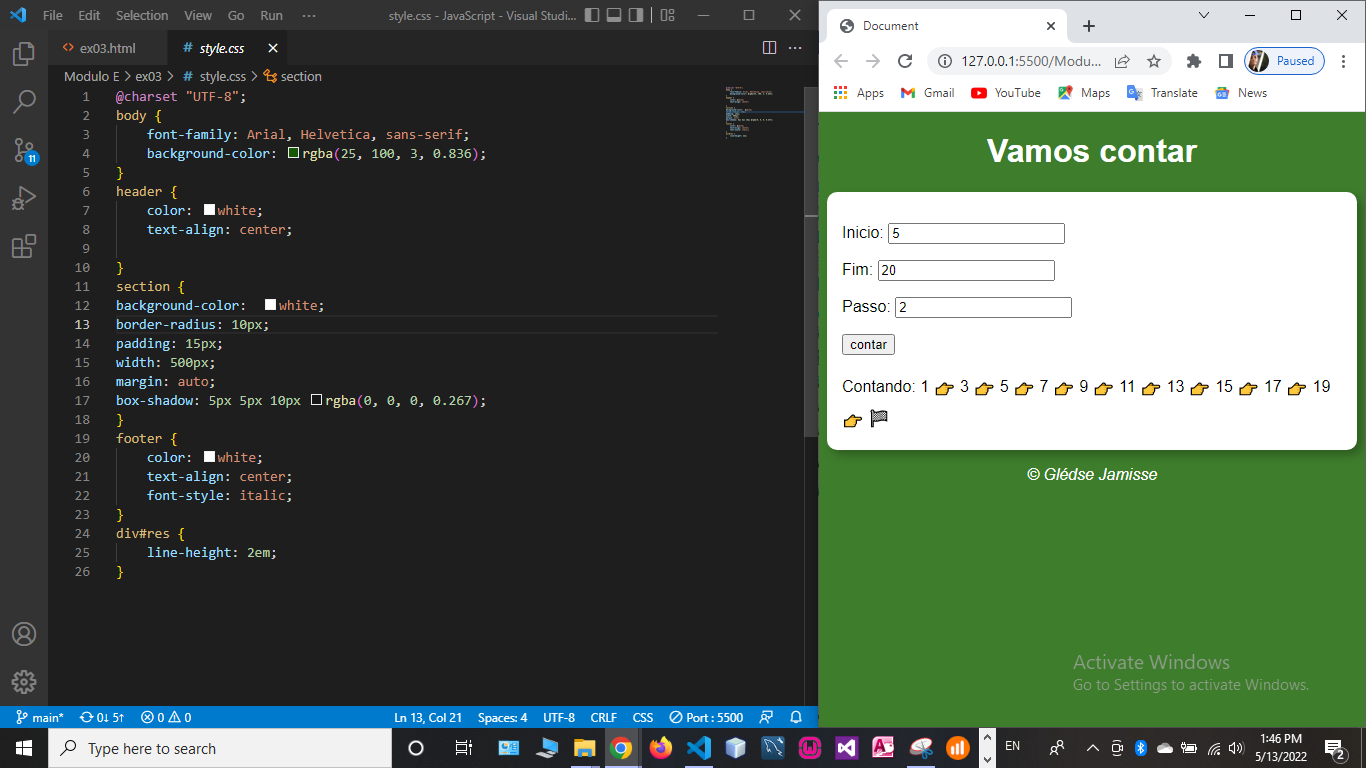 File Edit Selection View Go Run ··· style.css - JavaScript - Visual Studi...
ex03.html # style.css
Modulo E > ex03 > # style.css > section
1 @charset "UTF-8";
2 body {
3 font-family: Arial, Helvetica, sans-serif;
4 background-color: rgba(25, 100, 3, 0.836);
5 }
6 header {
7 color: white;
8 text-align: center;
9
10 }
11 section {
12 background-color: white;
13 border-radius: 10px;
14 padding: 15px;
15 width: 500px;
16 margin: auto;
17 box-shadow: 5px 5px 10px rgba(0, 0, 0, 0.267);
18 }
19 footer {
20 color: white;
21 text-align: center;
22 font-style: italic;
23 }
24 div#res {
25 line-height: 2em;
26 }
11
main* 0↓ 5↑ 0 0 Ln 13, Col 21 Spaces: 4 UTF-8 CRLF CSS Port : 5500
Document
127.0.0.1:5500/Modu... Paused
Apps Gmail YouTube Maps Translate News
Vamos contar
Inicio: 5
Fim: 20
Passo: 2
contar
Contando: 1 👉 3 👉 5 👉 7 👉 9 👉 11 👉 13 👉 15 👉 17 👉 19
👉 🏁
© Glédse Jamisse
Activate Windows
Go to Settings to activate Windows.
Type here to search
EN
1:46 PM
5/13/2022
2